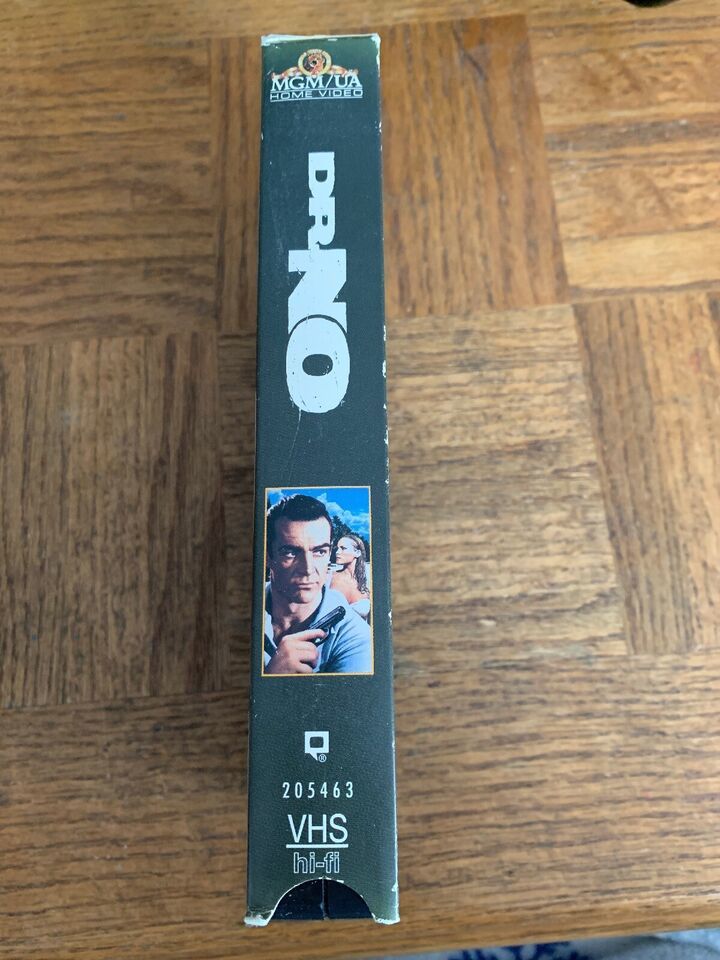 MGM/UA
HOME VIDEO
DR. NO
205463
VHS
hi-fi